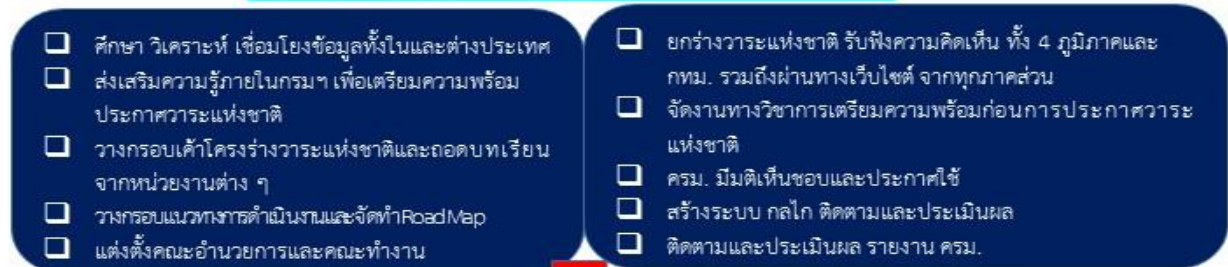 ❑ ศึกษา วิเคราะห์ เชื่อมโยงข้อมูลทั้งในและต่างประเทศ
❑ ส่งเสริมความรู้ภายในกรมฯ เพื่อเตรียมความพร้อม
ประกาศวาระแห่งชาติ
❑ วางกรอบเค้าโครงร่างวาระแห่งชาติและถอดบทเรียน
จากหน่วยงานต่าง ๆ
❑ วางกรอบแนวทางการดำเนินงานและจัดทำRoad Map
❑ แต่งตั้งคณะอำนวยการและคณะทำงาน
❑ ยกร่างวาระแห่งชาติ รับฟังความคิดเห็น ทั้ง 4 ภูมิภาคและ
กทม. รวมถึงผ่านทางเว็บไซต์ จากทุกภาคส่วน
❑ จัดงานทางวิชาการเตรียมความพร้อมก่อนการประกาศวาระ
แห่งชาติ
❑ ครม. มีมติเห็นชอบและประกาศใช้
❑ สร้างระบบ กลไก ติดตามและประเมินผล
❑ ติดตามและประเมินผล รายงาน ครม.